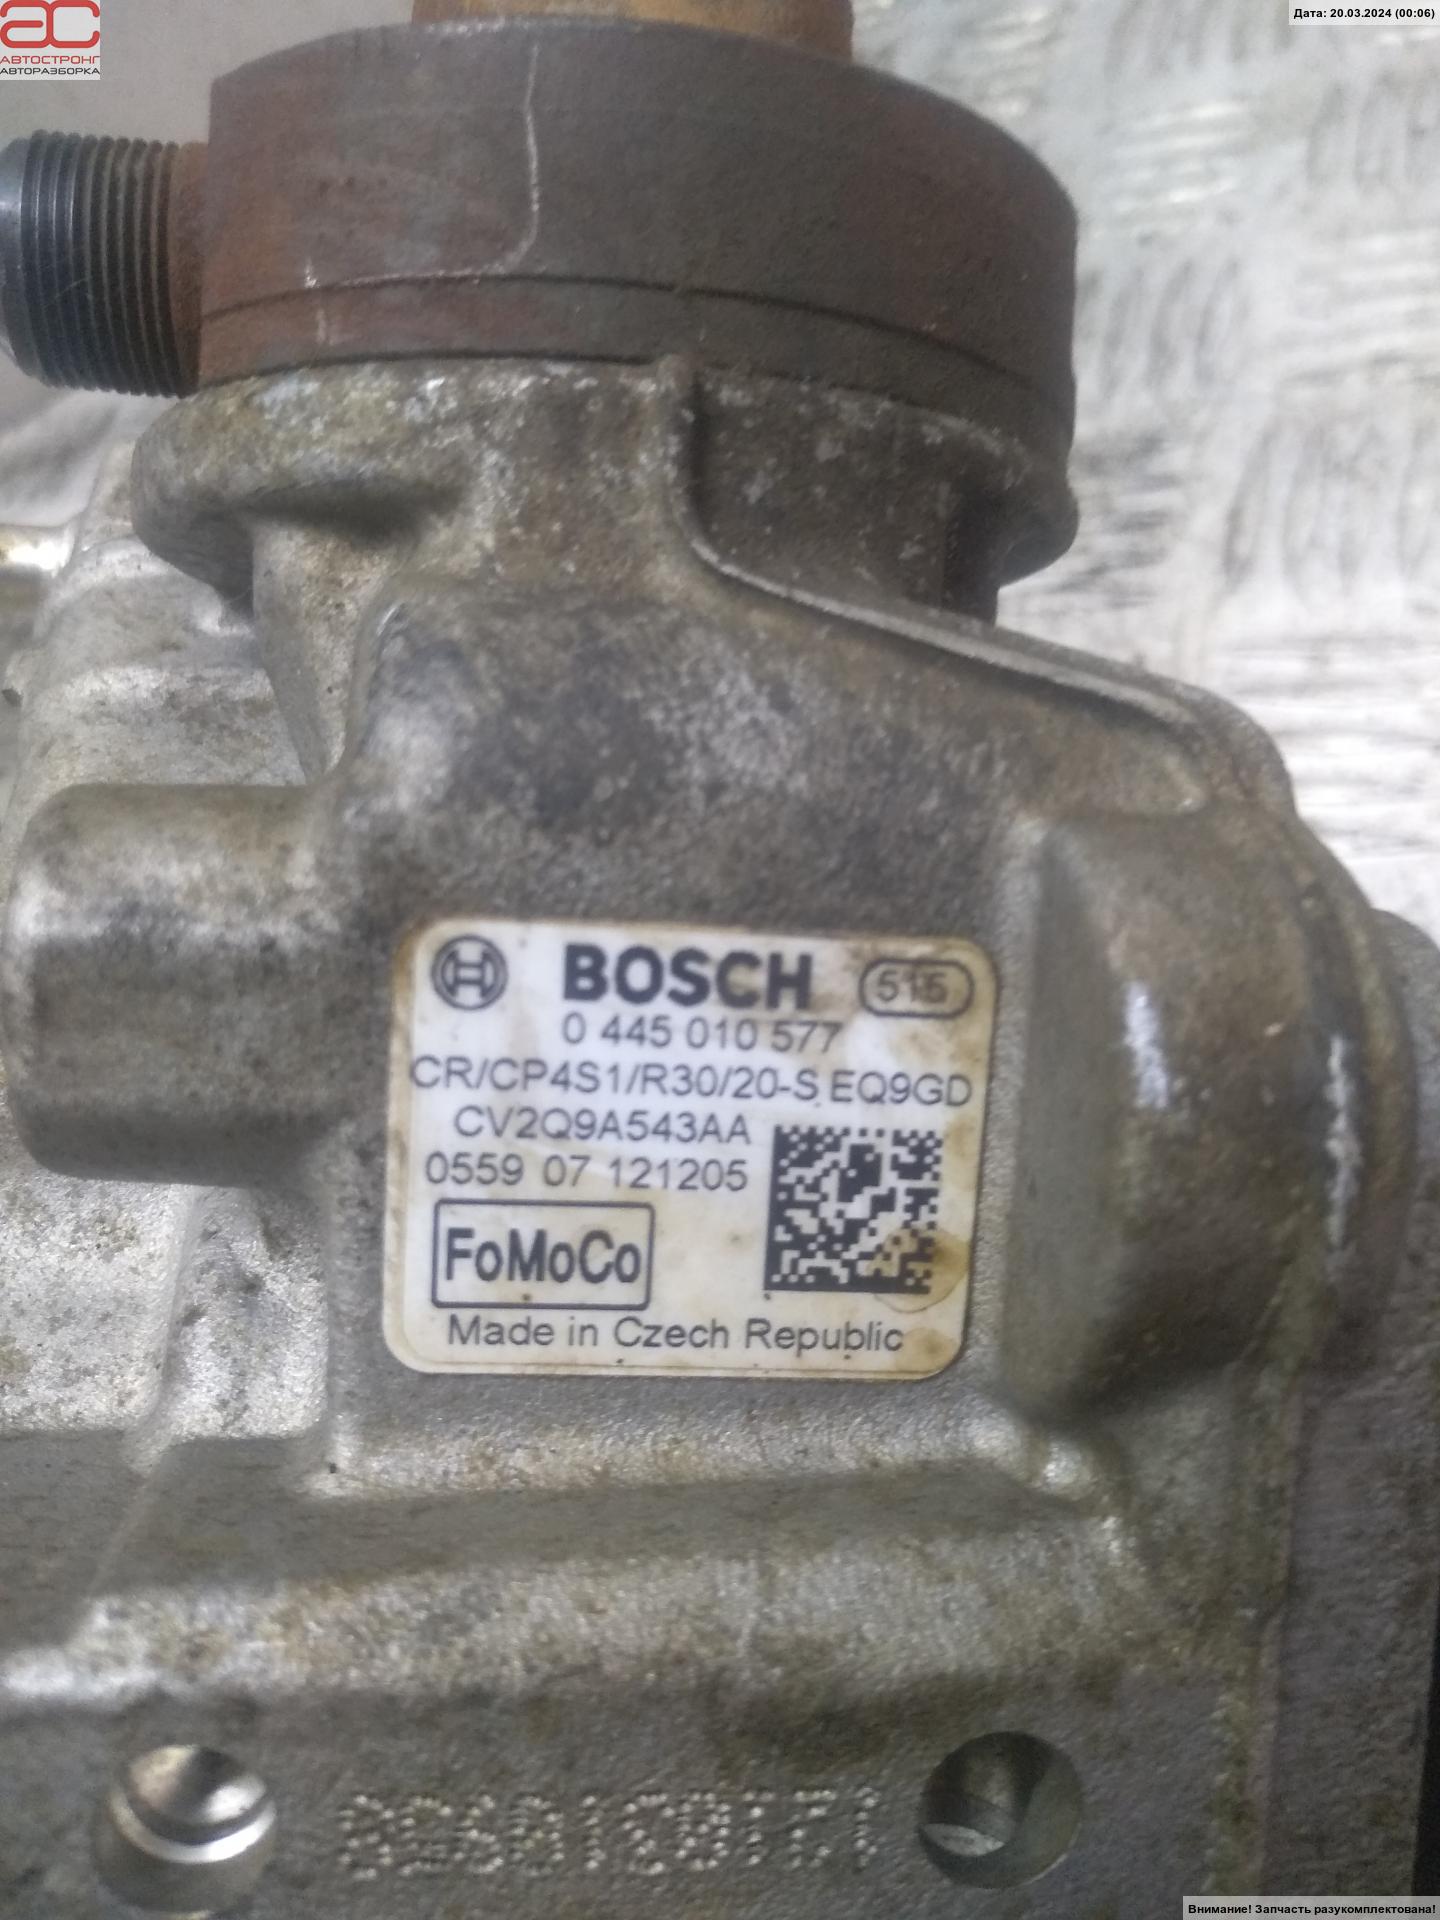 Дата: 20.03.2024 (00:06)
АВТОСТРОНГ
АВТОРАЗБОРКА
BOSCH 515
0 445 010 577
CR/CP4S1/R30/20-S EQ9GD
CV2Q9A543AA
0559 07 121205
FoMoCo
Made in Czech Republic
Внимание! Запчасть разукомплектована!